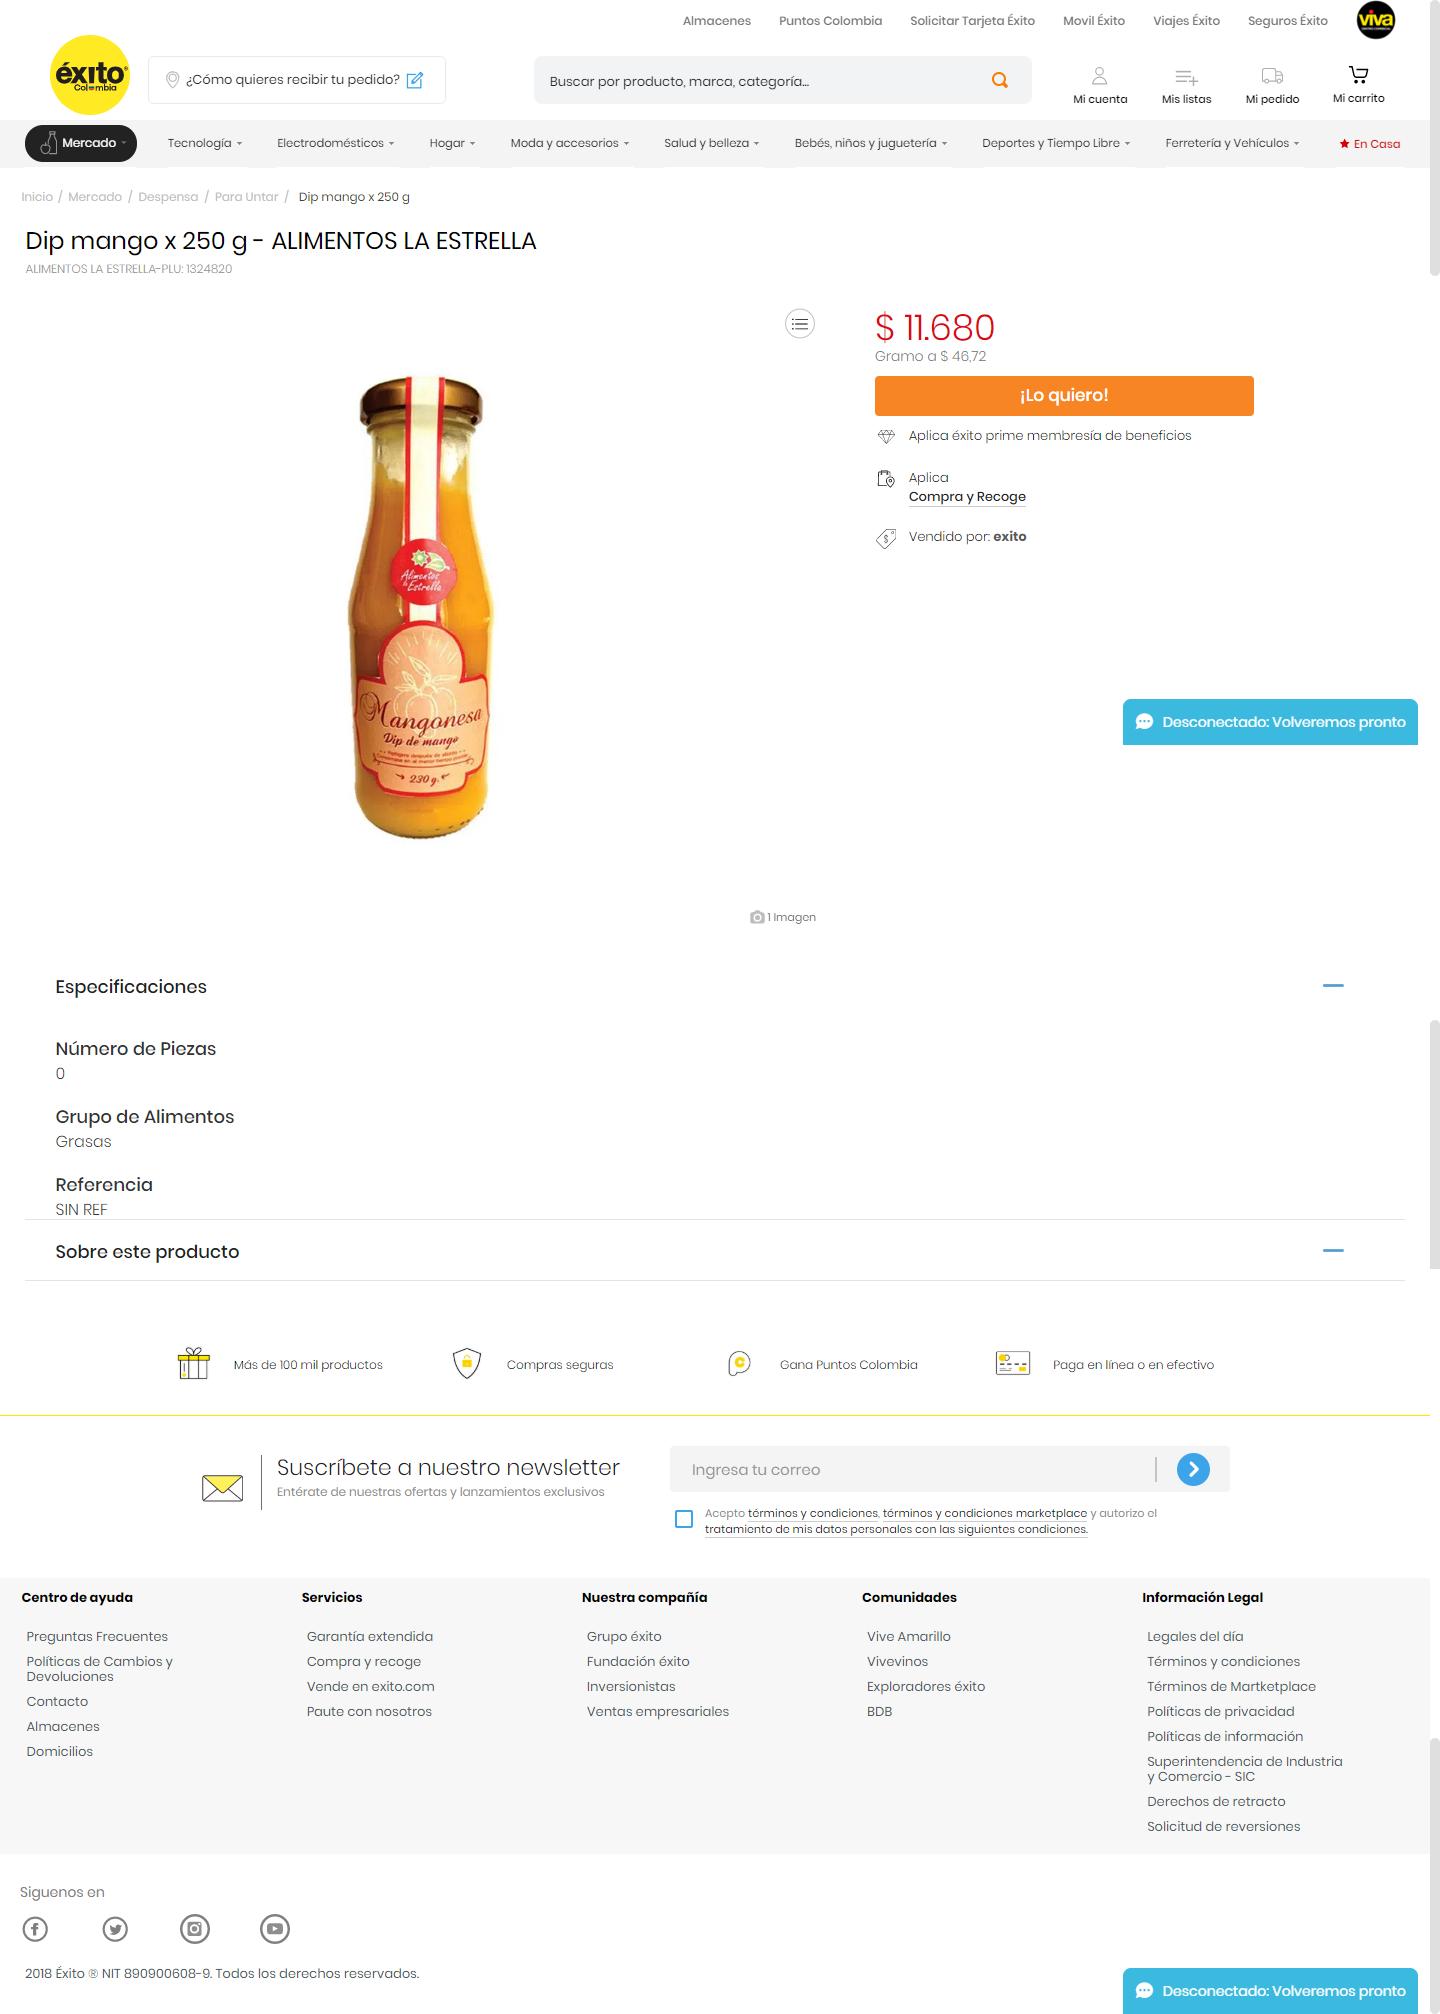 Almacenes Puntos Colombia Solicitar Tarjeta Éxito Movil Éxito Viajes Éxito Seguros Éxito viva
éxito
Colombia
¿Cómo quieres recibir tu pedido?
Buscar por producto, marca, categoría...
Mi cuenta Mis listas Mi pedido Mi carrito
Mercado Tecnología Electrodomésticos Hogar Moda y accesorios Salud y belleza Bebés, niños y juguetería Deportes y Tiempo Libre Ferretería y Vehículos En Casa
Inicio / Mercado / Despensa / Para Untar / Dip mango x 250 g
Dip mango x 250 g - ALIMENTOS LA ESTRELLA
ALIMENTOS LA ESTRELLA-PLU: 1324820
$ 11.680
Gramo a $ 46,72
¡Lo quiero!
Aplica éxito prime membresía de beneficios
Aplica
Compra y Recoge
Vendido por: exito
Alimentos
la Estrella
Mangonesa
Dip de mango
230 g.
Desconectado: Volveremos pronto
1 Imagen
Especificaciones
Número de Piezas
0
Grupo de Alimentos
Grasas
Referencia
SIN REF
Sobre este producto
Más de 100 mil productos Compras seguras Gana Puntos Colombia Paga en línea o en efectivo
Suscríbete a nuestro newsletter
Entérate de nuestras ofertas y lanzamientos exclusivos
Ingresa tu correo
Acepto términos y condiciones, términos y condiciones marketplace y autorizo el
tratamiento de mis datos personales con las siguientes condiciones.
Centro de ayuda
Preguntas Frecuentes
Políticas de Cambios y
Devoluciones
Contacto
Almacenes
Domicilios
Servicios
Garantía extendida
Compra y recoge
Vende en exito.com
Paute con nosotros
Nuestra compañía
Grupo éxito
Fundación éxito
Inversionistas
Ventas empresariales
Comunidades
Vive Amarillo
Vivevinos
Exploradores éxito
BDB
Información Legal
Legales del día
Términos y condiciones
Términos de Martketplace
Políticas de privacidad
Políticas de información
Superintendencia de Industria
y Comercio - SIC
Derechos de retracto
Solicitud de reversiones
Siguenos en
2018 Éxito ® NIT 890900608-9. Todos los derechos reservados.
Desconectado: Volveremos pronto